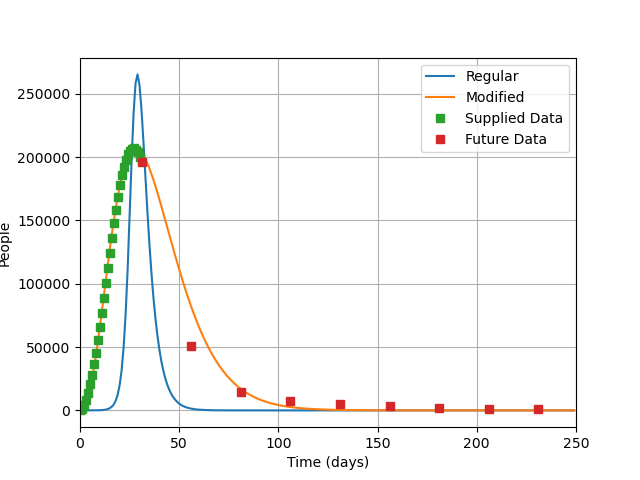 Regular
Modified
Supplied Data
Future Data
250000
200000
150000
100000
50000
0
People
0 50 100 150 200 250
Time (days)